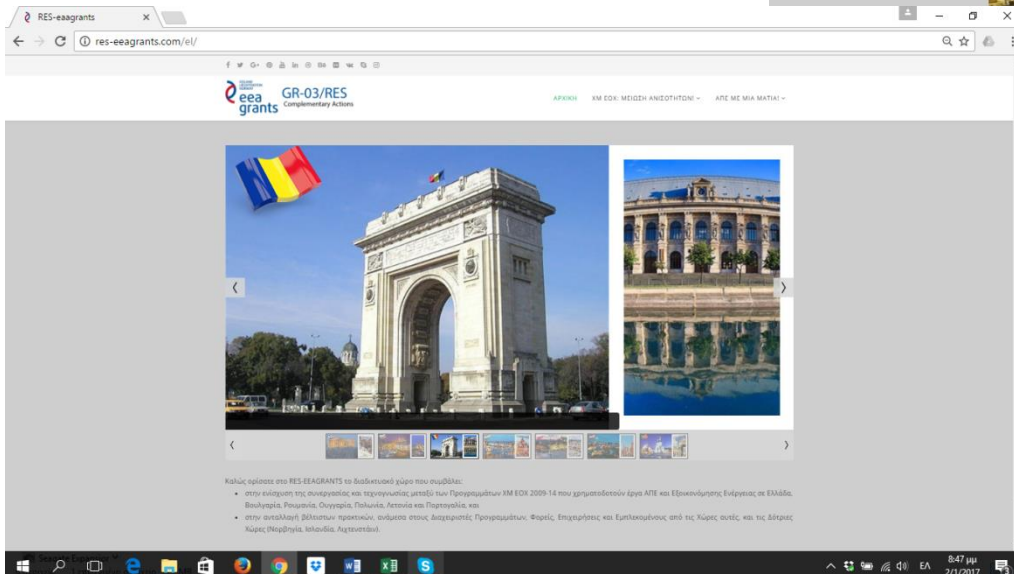 RES-eaagrants
res-eeagrants.com/el/
eea
grants
GR-03/RES
Complementary Actions
ΑΡΧΙΚΗ
ΧΜ ΕΟΧ: ΜΕΙΩΣΗ ΑΝΙΣΟΤΗΤΩΝ!
ΑΠΕ ΜΕ ΜΙΑ ΜΑΤΙΑ!
Καλώς ορίσατε στο RES-EEAGRANTS το διαδικτυακό χώρο που συμβάλει:
στην ενίσχυση της συνεργασίας και τεχνογνωσίας μεταξύ των Προγραμμάτων ΧΜ ΕΟΧ 2009-14 που χρηματοδοτούν έργα ΑΠΕ και Εξοικονόμησης Ενέργειας σε Ελλάδα,
Βουλγαρία, Ρουμανία, Ουγγαρία, Πολωνία, Λετονία και Πορτογαλία, και
στην ανταλλαγή βέλτιστων πρακτικών, ανάμεσα στους Διαχειριστές Προγραμμάτων, Φορείς, Επιχειρήσεις και Εμπλεκομένους από τις Χώρες αυτές, και τις Δότριες
Χώρες (Νορβηγία, Ισλανδία, Λιχτενστάιν).
ΕΛ
8:47 μμ
2/1/2017